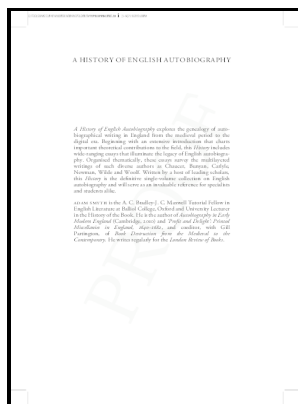 A HISTORY OF ENGLISH AUTOBIOGRAPHY
A History of English Autobiography explores the genealogy of auto-
biographical writing in England from the medieval period to the
digital era. Beginning with an extensive introduction that charts
important theoretical contributions to the field, this History includes
wide-ranging essays that illuminate the legacy of English autobiogra-
phy. Organised thematically, these essays survey the multilayered
writings of such diverse authors as Chaucer, Bunyan, Carlyle,
Newman, Wilde and Woolf. Written by a host of leading scholars,
this History is the definitive single-volume collection on English
autobiography and will serve as an invaluable reference for specialists
and students alike.
ADAM SMYTH is the A. C. Bradley-J. C. Maxwell Tutorial Fellow in
English Literature at Balliol College, Oxford and University Lecturer
in the History of the Book. He is the author of Autobiography in Early
Modern England (Cambridge, 2010) and 'Profit and Delight': Printed
Miscellanies in England, 1640–1682, and coeditor, with Gill
Partington, of Book Destruction from the Medieval to the
Contemporary. He writes regularly for the London Review of Books.